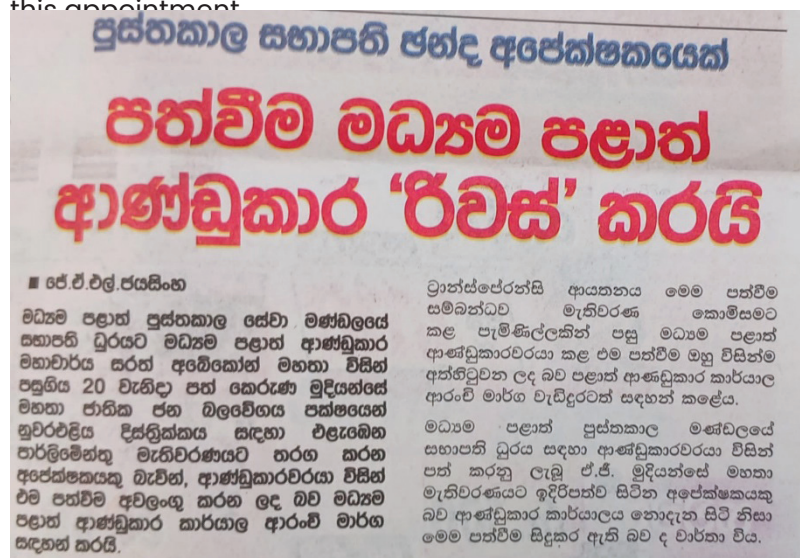 this appointment.
පුස්තකාල සභාපති ඡන්ද අපේක්ෂකයෙක්
පත්වීම මධ්‍යම පළාත්
ආණ්ඩුකාර ‘රිවස්’ කරයි
■ ජේ.ඒ.එල්.ජයසිංහ
මධ්‍යම පළාත් පුස්තකාල සේවා මණ්ඩලයේ
සභාපති ධුරයට මධ්‍යම පළාත් ආණ්ඩුකාර
මහාචාර්ය සරත් අබේකෝන් මහතා විසින්
පසුගිය 20 වැනිදා පත් කෙරුණ මුදියන්සේ
මහතා ජාතික ජන බලවේගය පක්ෂයෙන්
නුවරඑළිය දිස්ත්‍රික්කය සඳහා එළැඹෙන
පාර්ලිමේන්තු මැතිවරණයට තරග කරන
අපේක්ෂකයකු බැවින්, ආණ්ඩුකාරවරයා විසින්
එම පත්වීම අවලංගු කරන ලද බව මධ්‍යම
පළාත් ආණ්ඩුකාර කාර්යාල ආරංචි මාර්ග
සඳහන් කරයි.
ට්‍රාන්ස්පේරන්සි ආයතනය මෙම පත්වීම
සම්බන්ධව මැතිවරණ කොමිසමට
කළ පැමිණිල්ලකින් පසු මධ්‍යම පළාත්
ආණ්ඩුකාරවරයා කළ එම පත්වීම ඔහු විසින්ම
අත්හිටුවන ලද බව පළාත් ආණඩුකාර කාර්යාල
ආරංචි මාර්ග වැඩිදුරටත් සඳහන් කළේය.
මධ්‍යම පළාත් පුස්තකාල මණ්ඩලයේ
සභාපති ධුරය සඳහා ආණ්ඩුකාරවරයා විසින්
පත් කරනු ලැබූ ඒ.ජී. මුදියන්සේ මහතා
මැතිවරණයට ඉදිරිපත්ව සිටින අපේක්ෂකයකු
බව ආණ්ඩුකාර කාර්යාලය නොදැන සිටි නිසා
මෙම පත්වීම සිදුකර ඇති බව ද වාර්තා විය.